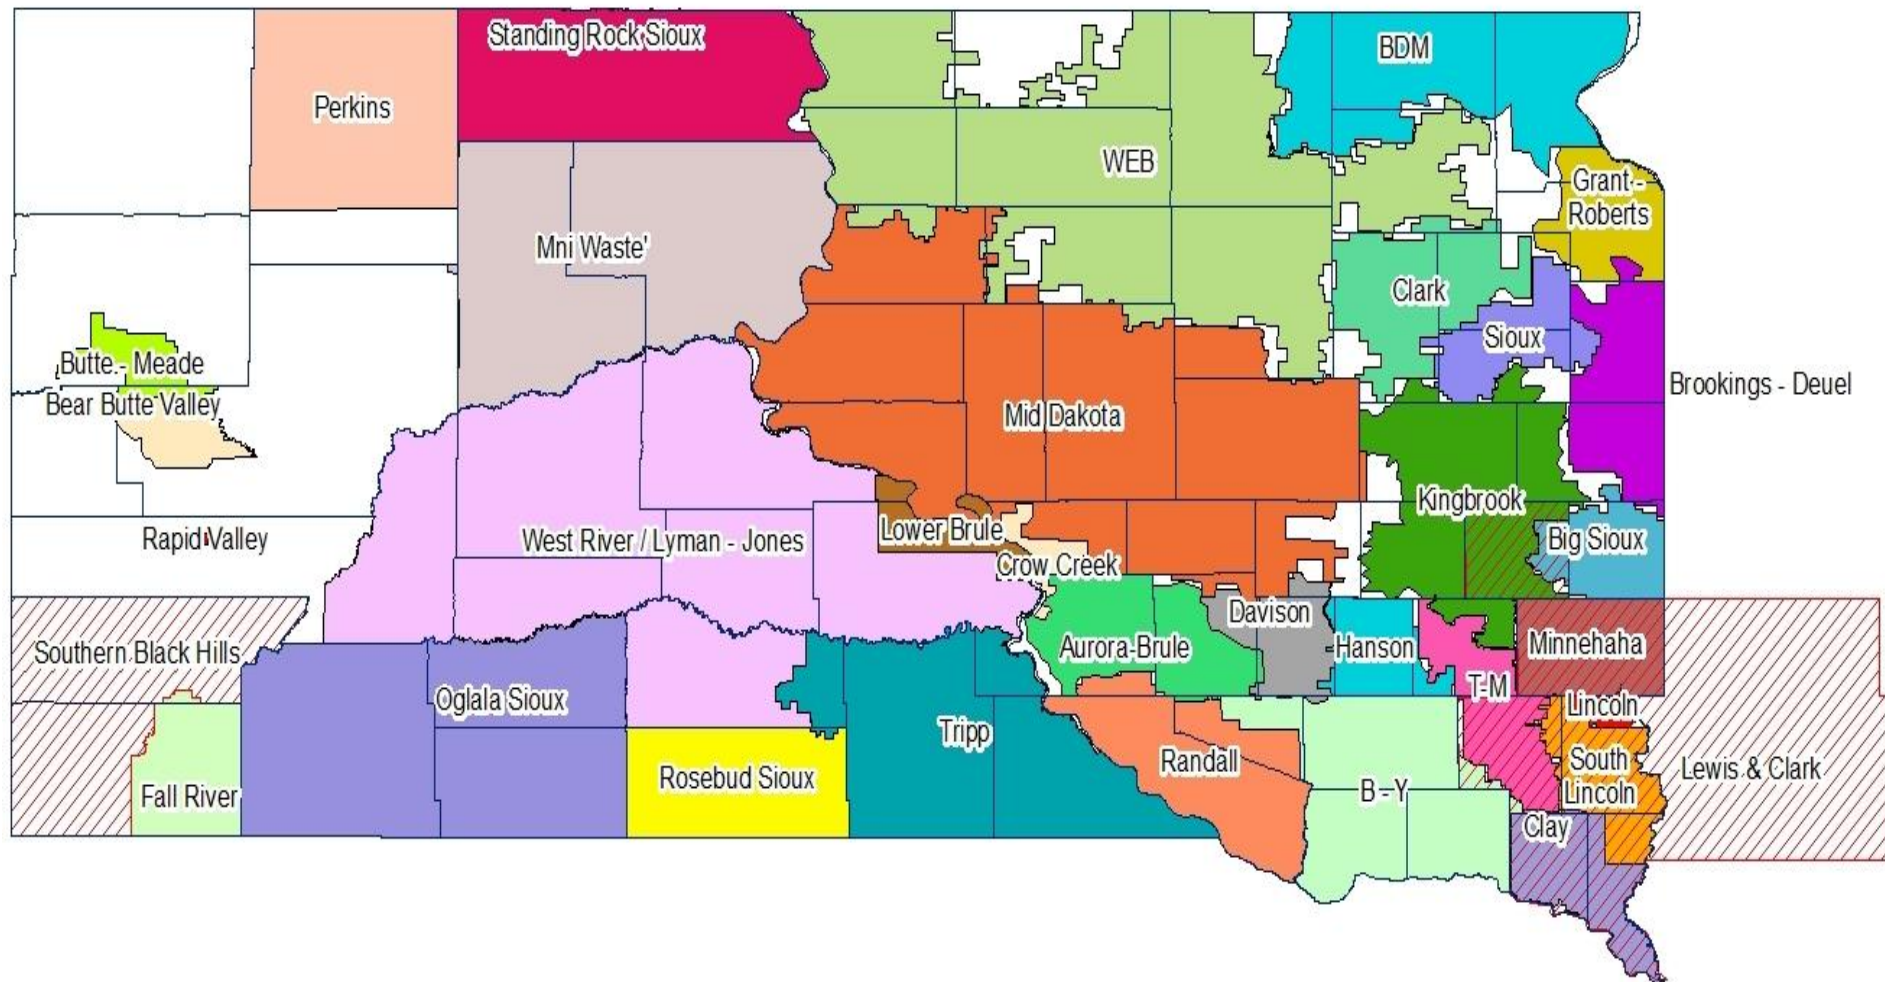 Standing Rock Sioux
BDM
Perkins
WEB
Grant -
Roberts
Mni Waste'
Clark
Sioux
Butte.- Meade
Brookings - Deuel
Bear Butte Valley
Mid Dakota
Kingbrook
Lower Brule
Rapid Valley
West River / Lyman - Jones
Big Sioux
Crow Creek
Davison
Southern Black Hills
Aurora-Brule
Hanson
Minnehaha
T-M
Oglala Sioux
Lincoln
Tripp
Randall
South
Lincoln
Lewis & Clark
Rosebud Sioux
Fall River
B - Y
Clay